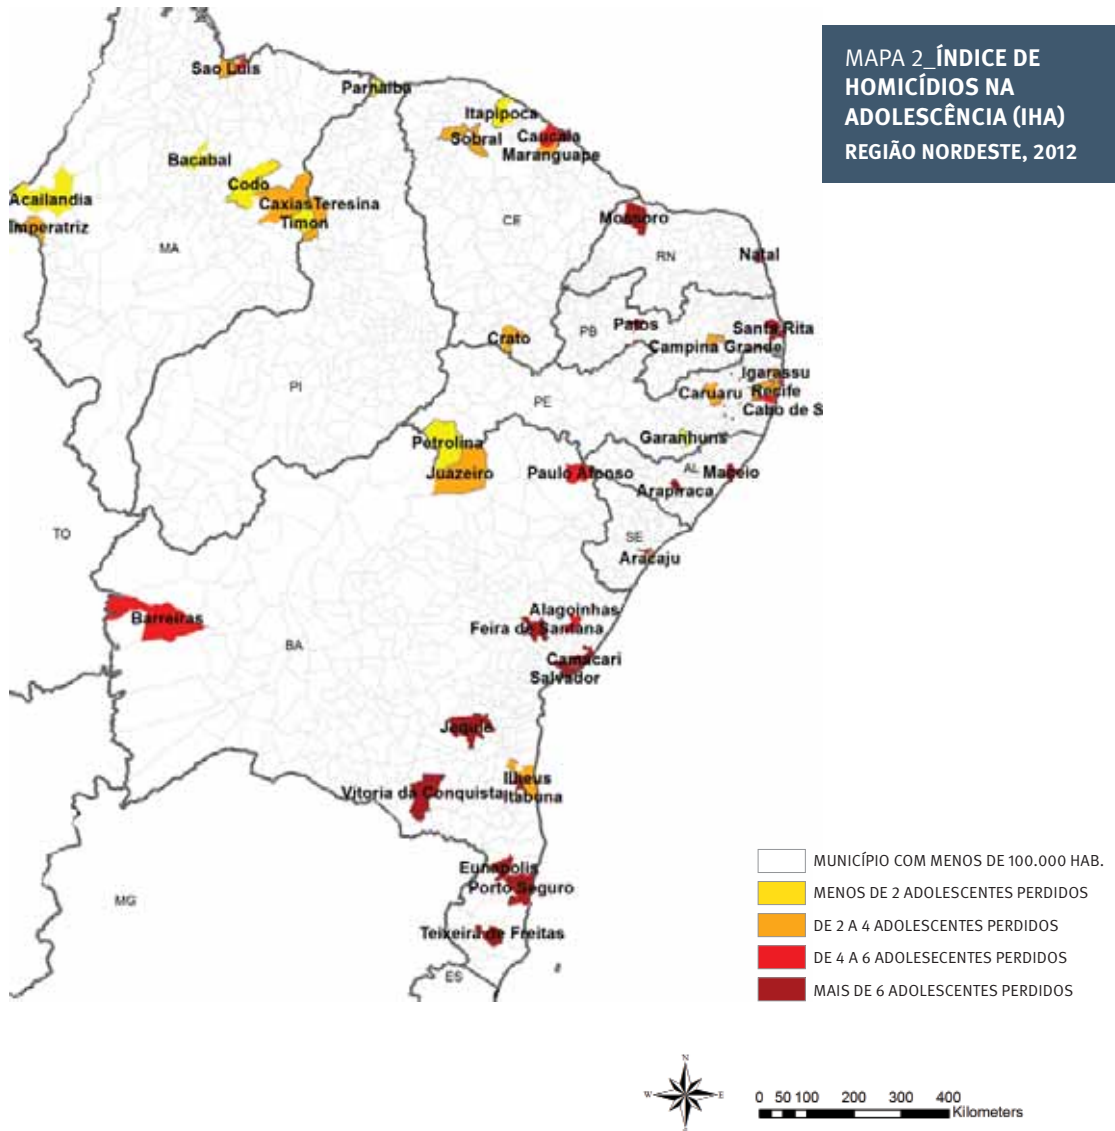 MAPA 2_ÍNDICE DE
HOMICÍDIOS NA
ADOLESCÊNCIA (IHA)
REGIÃO NORDESTE, 2012
Sao Luis
Parnaiba
Itapipoca
Sobral
Caucaia
Maranguape
Bacabal
Codo
Acailandia
Caxias
Teresina
Timon
Imperatriz
MA
CE
Mossoro
RN
Natal
PB
Patos
Santa Rita
Campina Grande
Crato
PI
Igarassu
Recife
Caruaru
Cabo de S
PE
Garanhuns
Petrolina
Juazeiro
Paulo Afonso
AL
Maceio
Arapiraca
TO
SE
Aracaju
Barreiras
Alagoinhas
Feira de Santana
BA
Camacari
Salvador
Jequie
Ilheus
Itabuna
Vitoria da Conquista
Eunapolis
Porto Seguro
MG
Teixeira de Freitas
ES
MUNICÍPIO COM MENOS DE 100.000 HAB.
MENOS DE 2 ADOLESCENTES PERDIDOS
DE 2 A 4 ADOLESCENTES PERDIDOS
DE 4 A 6 ADOLESECENTES PERDIDOS
MAIS DE 6 ADOLESCENTES PERDIDOS
N
W
E
S
0 50 100 200 300 400
Kilometers